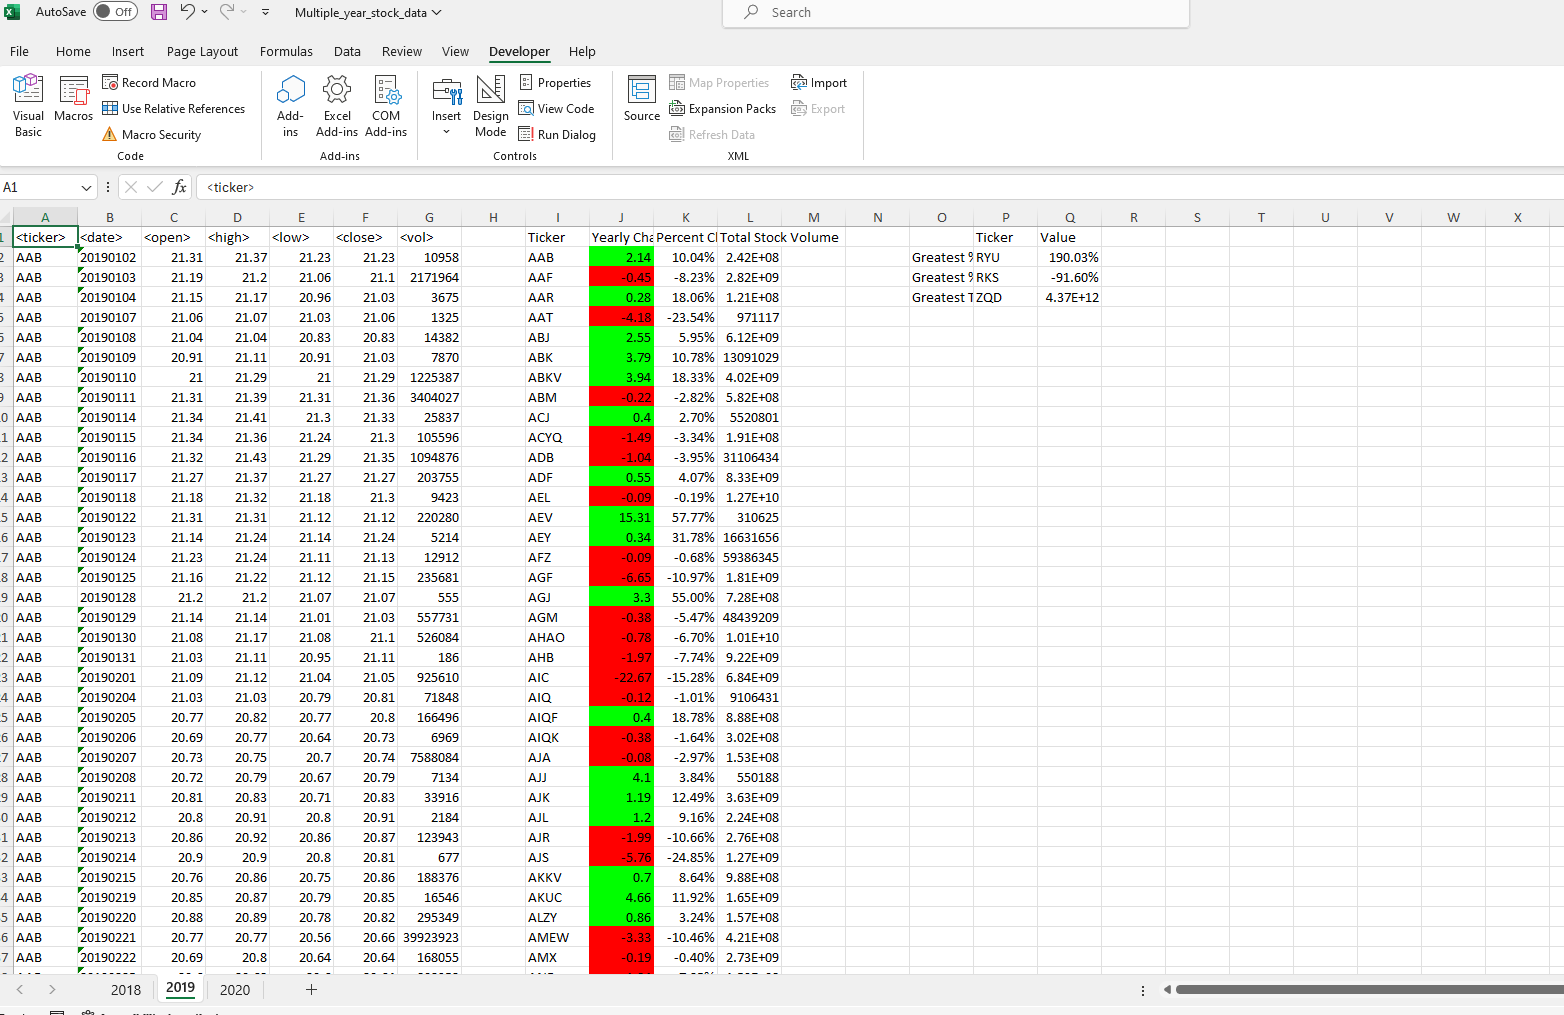 AutoSave Off Multiple_year_stock_data Search
File Home Insert Page Layout Formulas Data Review View Developer Help
Visual Basic Macros Record Macro Use Relative References Macro Security Code
Add-ins Excel Add-ins COM Add-ins Add-ins
Insert Design Mode Properties View Code Run Dialog Controls
Source Map Properties Expansion Packs Refresh Data Import Export XML
A1 fx <ticker>
A B C D E F G H I J K L M N O P Q R S T U V W X
<ticker> <date> <open> <high> <low> <close> <vol> Ticker Yearly Cha Percent Cl Total Stock Volume Ticker Value
AAB 20190102 21.31 21.37 21.23 21.23 10958 AAB 2.14 10.04% 2.42E+08 Greatest % RYU 190.03%
AAB 20190103 21.19 21.2 21.06 21.1 2171964 AAF -0.45 -8.23% 2.82E+09 Greatest % RKS -91.60%
AAB 20190104 21.15 21.17 20.96 21.03 3675 AAR 0.28 18.06% 1.21E+08 Greatest T ZQD 4.37E+12
AAB 20190107 21.06 21.07 21.03 21.06 1325 AAT -4.18 -23.54% 971117
AAB 20190108 21.04 21.04 20.83 20.83 14382 ABJ 2.55 5.95% 6.12E+09
AAB 20190109 20.91 21.11 20.91 21.03 7870 ABK 3.79 10.78% 13091029
AAB 20190110 21 21.29 21 21.29 1225387 ABKV 3.94 18.33% 4.02E+09
AAB 20190111 21.31 21.39 21.31 21.36 3404027 ABM -0.22 -2.82% 5.82E+08
AAB 20190114 21.34 21.41 21.3 21.33 25837 ACJ 0.4 2.70% 5520801
AAB 20190115 21.34 21.36 21.24 21.3 105596 ACYQ -1.49 -3.34% 1.91E+08
AAB 20190116 21.32 21.43 21.29 21.35 1094876 ADB -1.04 -3.95% 31106434
AAB 20190117 21.27 21.37 21.27 21.27 203755 ADF 0.55 4.07% 8.33E+09
AAB 20190118 21.18 21.32 21.18 21.3 9423 AEL -0.09 -0.19% 1.27E+10
AAB 20190122 21.31 21.31 21.12 21.12 220280 AEV 15.31 57.77% 310625
AAB 20190123 21.14 21.24 21.14 21.24 5214 AEY 0.34 31.78% 16631656
AAB 20190124 21.23 21.24 21.11 21.13 12912 AFZ -0.09 -0.68% 59386345
AAB 20190125 21.16 21.22 21.12 21.15 235681 AGF -6.65 -10.97% 1.81E+09
AAB 20190128 21.2 21.2 21.07 21.07 555 AGJ 3.3 55.00% 7.28E+08
AAB 20190129 21.14 21.14 21.01 21.03 557731 AGM -0.38 -5.47% 48439209
AAB 20190130 21.08 21.17 21.08 21.1 526084 AHAO -0.78 -6.70% 1.01E+10
AAB 20190131 21.03 21.11 20.95 21.11 186 AHB -1.97 -7.74% 9.22E+09
AAB 20190201 21.09 21.12 21.04 21.05 925610 AIC -22.67 -15.28% 6.84E+09
AAB 20190204 21.03 21.03 20.79 20.81 71848 AIQ -0.12 -1.01% 9106431
AAB 20190205 20.77 20.82 20.77 20.8 166496 AIQF 0.4 18.78% 8.88E+08
AAB 20190206 20.69 20.77 20.64 20.73 6969 AIQK -0.38 -1.64% 3.02E+08
AAB 20190207 20.73 20.75 20.7 20.74 7588084 AJA -0.08 -2.97% 1.53E+08
AAB 20190208 20.72 20.79 20.67 20.79 7134 AJJ 4.1 3.84% 550188
AAB 20190211 20.81 20.83 20.71 20.83 33916 AJK 1.19 12.49% 3.63E+09
AAB 20190212 20.8 20.91 20.8 20.91 2184 AJL 1.2 9.16% 2.24E+08
AAB 20190213 20.86 20.92 20.86 20.87 123943 AJR -1.99 -10.66% 2.76E+08
AAB 20190214 20.9 20.9 20.8 20.81 677 AJS -5.76 -24.85% 1.27E+09
AAB 20190215 20.76 20.86 20.75 20.86 188376 AKKV 0.7 8.64% 9.88E+08
AAB 20190219 20.85 20.87 20.79 20.85 16546 AKUC 4.66 11.92% 1.65E+09
AAB 20190220 20.88 20.89 20.78 20.82 295349 ALZY 0.86 3.24% 1.57E+08
AAB 20190221 20.77 20.77 20.56 20.66 39923923 AMEW -3.33 -10.46% 4.21E+08
AAB 20190222 20.69 20.8 20.64 20.64 168055 AMX -0.19 -0.40% 2.73E+09
2018 2019 2020